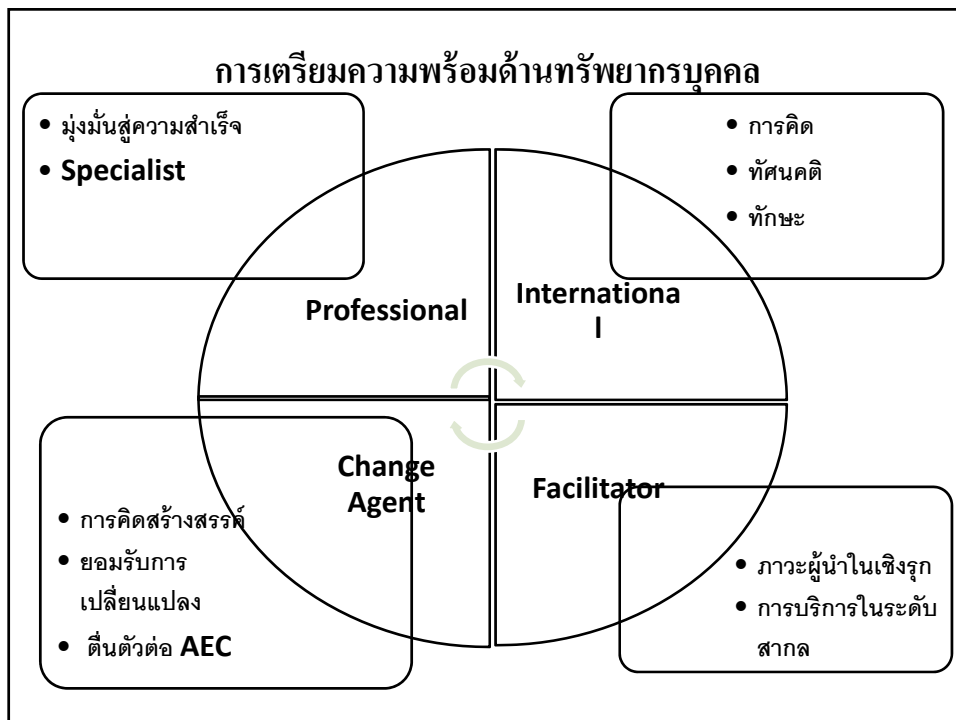 การเตรียมความพร้อมด้านทรัพยากรบุคคล
• มุ่งมั่นสู่ความสำเร็จ
• Specialist
• การคิด
• ทัศนคติ
• ทักษะ
Professional
Internationa
l
Change
Agent
Facilitator
• การคิดสร้างสรรค์
• ยอมรับการ
เปลี่ยนแปลง
• ตื่นตัวต่อ AEC
• ภาวะผู้นำในเชิงรุก
• การบริการในระดับ
สากล